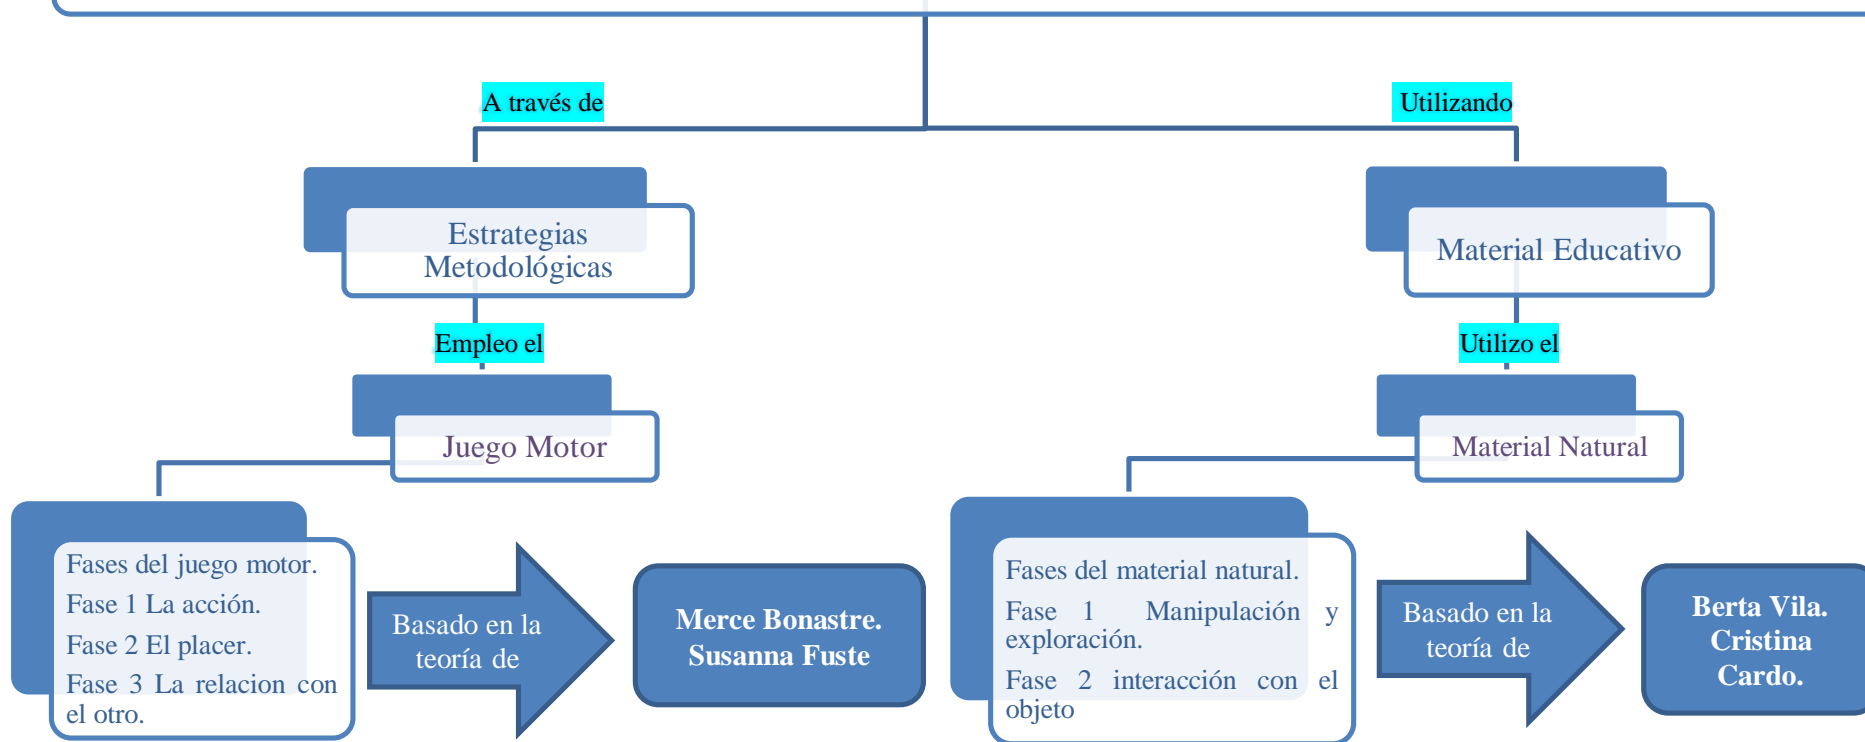 A través de
Utilizando
Estrategias
Metodológicas
Material Educativo
Empleo el
Utilizo el
Juego Motor
Material Natural
Fases del juego motor.
Fase 1 La acción.
Fase 2 El placer.
Fase 3 La relacion con
el otro.
Basado en la
teoría de
Merce Bonastre.
Susanna Fuste
Fases del material natural.
Fase 1 Manipulación y
exploración.
Fase 2 interacción con el
objeto
Basado en la
teoría de
Berta Vila.
Cristina
Cardo.